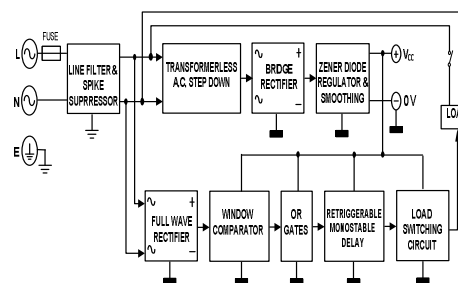 FUSE
L
LINE FILTER &
SPIKE
SUPRRESSOR
TRANSFORMERLESS
A.C, STEP DOWN
BRIDGE
RECTIFIER
ZENER DIODE
REGULATOR
& SMOOTHING
VCC
N
0 V
E
FULL WAVE
RECTIFIER
WINDOW
COMPARATOR
OR
GATES
RETRIGGERABLE
MONOSTABLE
DELAY
LOAD
SWITCHING
CIRCUIT